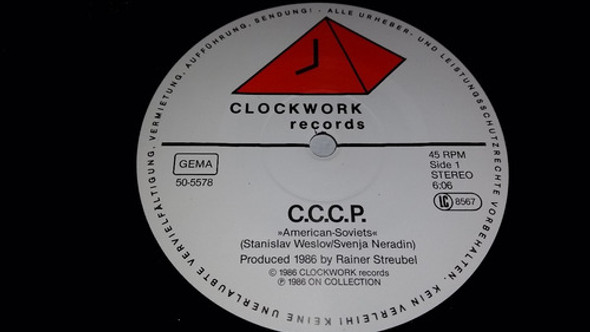 CLOCKWORK
records
GEMA
50-5578
45 RPM
Side 1
STEREO
6:06
LC 8567
C.C.C.P.
»American-Soviets«
(Stanislav Weslov/Svenja Neradin)
Produced 1986 by Rainer Streubel
© 1986 CLOCKWORK records
℗ 1986 ON COLLECTION
ALLE URHEBER- UND LEISTUNGSSCHUTZRECHTE VORBEHALTEN. KEIN VERLEIH! KEINE UNERLAUBTE VERVIELFÄLTIGUNG, VERMIETUNG, AUFFÜHRUNG, SENDUNG! -